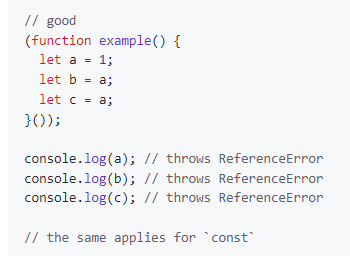 // good
(function example() {
  let a = 1;
  let b = a;
  let c = a;
}());
console.log(a); // throws ReferenceError
console.log(b); // throws ReferenceError
console.log(c); // throws ReferenceError
// the same applies for `const`